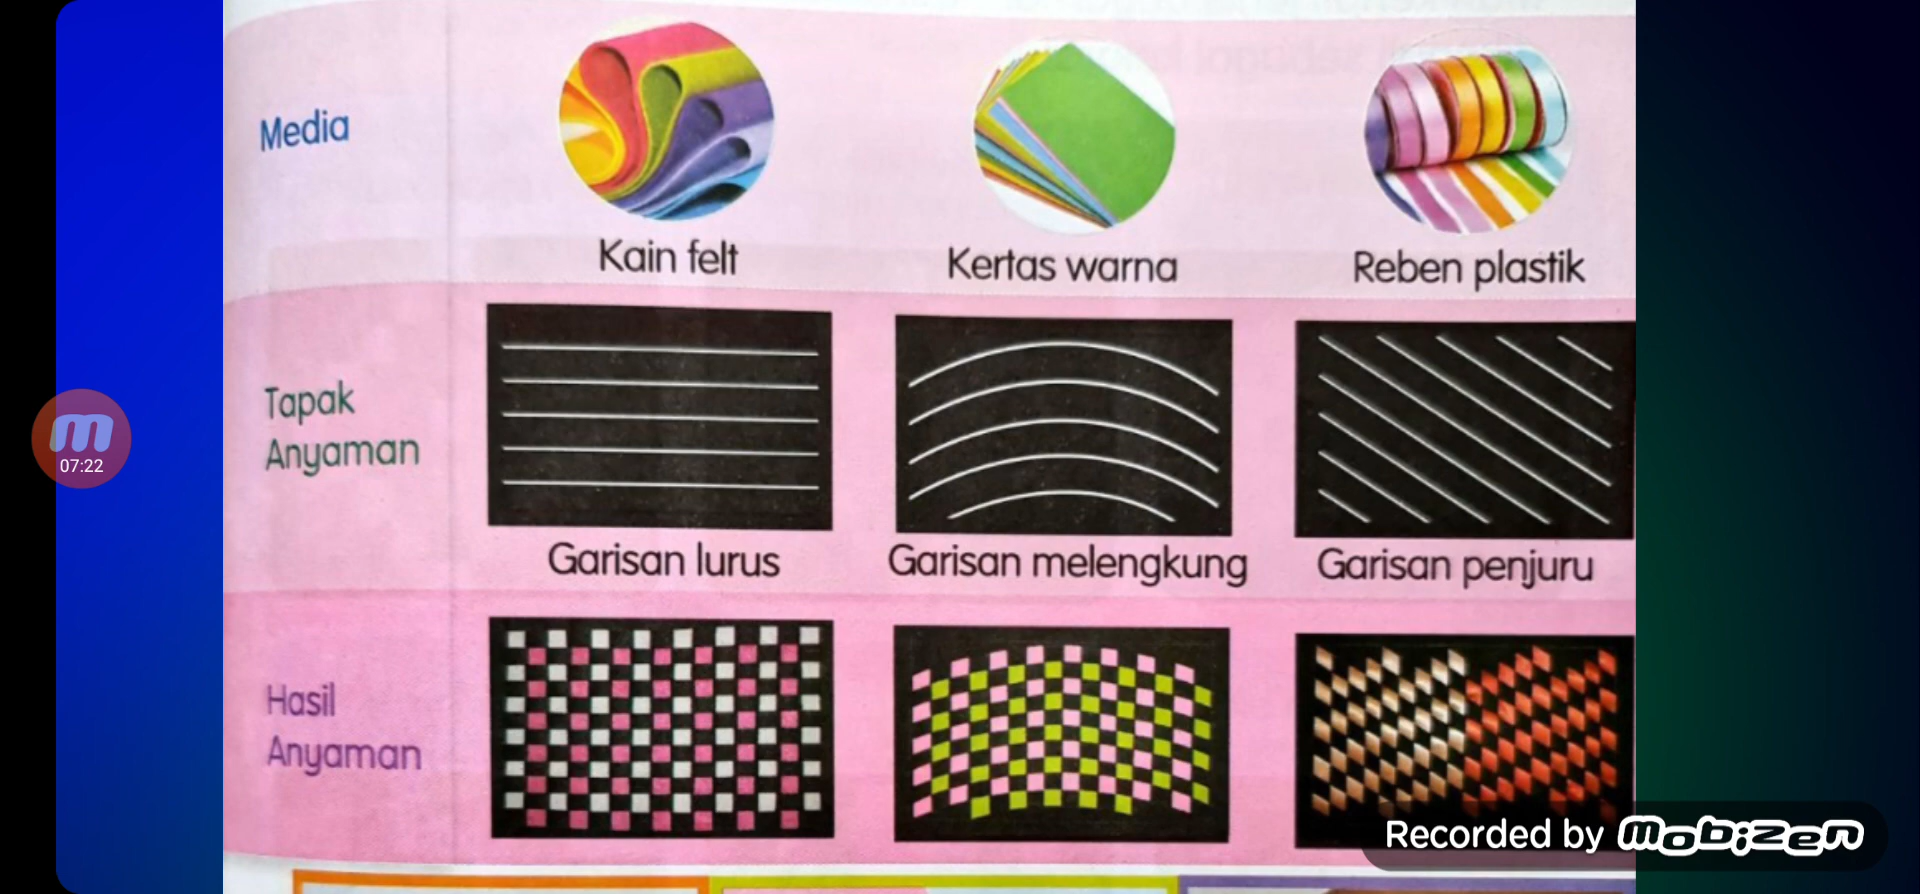 Media
Kain felt
Kertas warna
Reben plastik
Tapak
Anyaman
Garisan lurus
Garisan melengkung
Garisan penjuru
Hasil
Anyaman
07:22
Recorded by mobizen